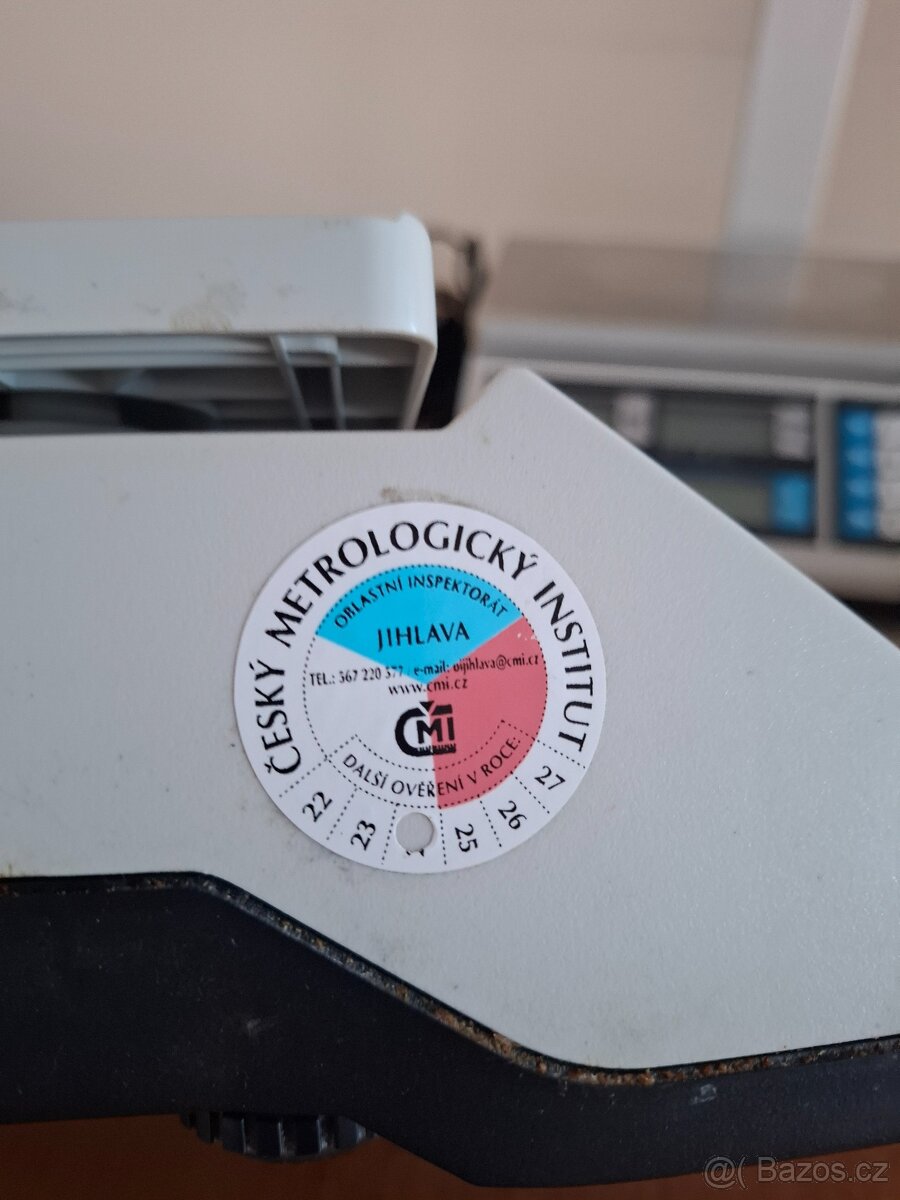 ČESKÝ METROLOGICKÝ INSTITUT
OBLASTNÍ INSPEKTORÁT
JIHLAVA
TEL.: 567 220 377 e-mail: oijihlava@cmi.cz
www.cmi.cz
ČMI
DALŠÍ OVĚŘENÍ V ROCE:
22
23
25
26
27
@( Bazos.cz